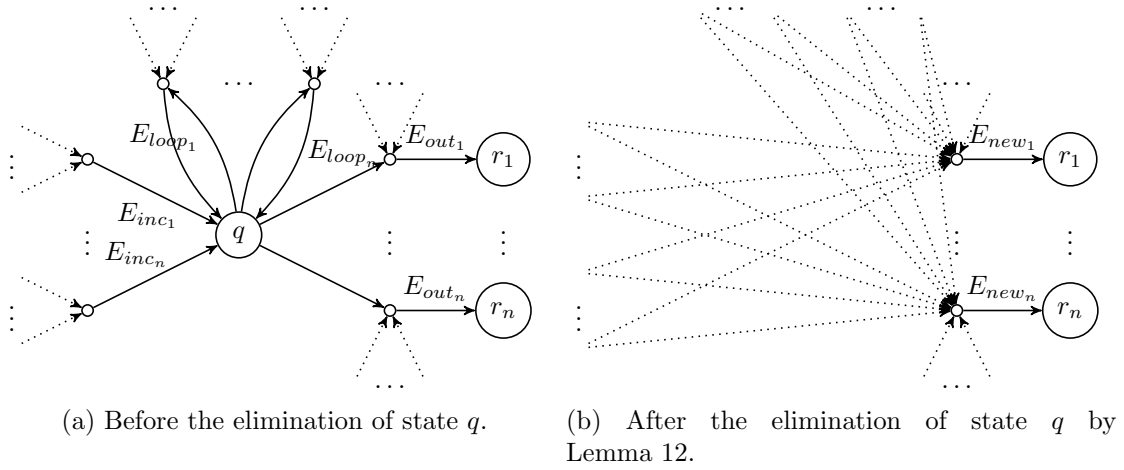 ... ...
... ... ...
E_{loop_1} E_{loop_n} E_{out_1} r_1
E_{new_1} r_1
⋮ ⋮
E_{inc_1}
q
⋮ E_{inc_n} ⋮ ⋮
⋮ ⋮
E_{out_n} r_n
E_{new_n} r_n
⋮ ⋮
... ...
(a) Before the elimination of state q.
(b) After the elimination of state q by
Lemma 12.